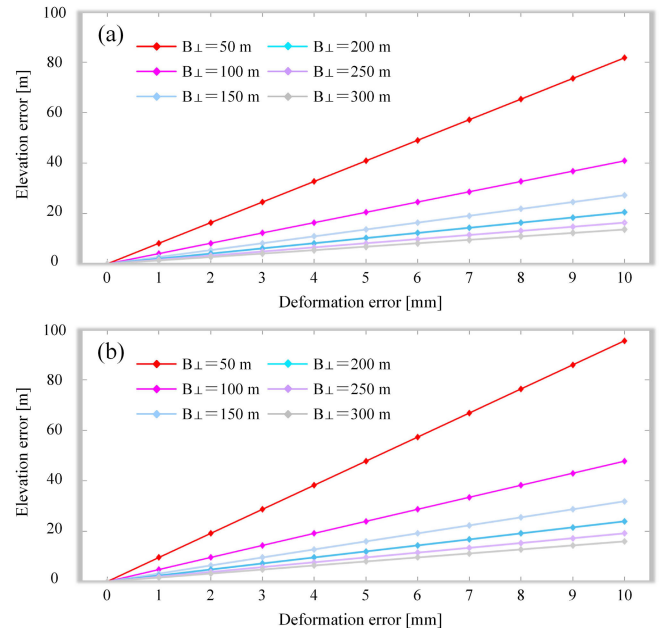 100
(a)
B⊥=50 m B⊥=200 m
B⊥=100 m B⊥=250 m
B⊥=150 m B⊥=300 m
80
60
40
20
0
Elevation error [m]
0 1 2 3 4 5 6 7 8 9 10
Deformation error [mm]
100
(b)
B⊥=50 m B⊥=200 m
B⊥=100 m B⊥=250 m
B⊥=150 m B⊥=300 m
80
60
40
20
0
Elevation error [m]
0 1 2 3 4 5 6 7 8 9 10
Deformation error [mm]